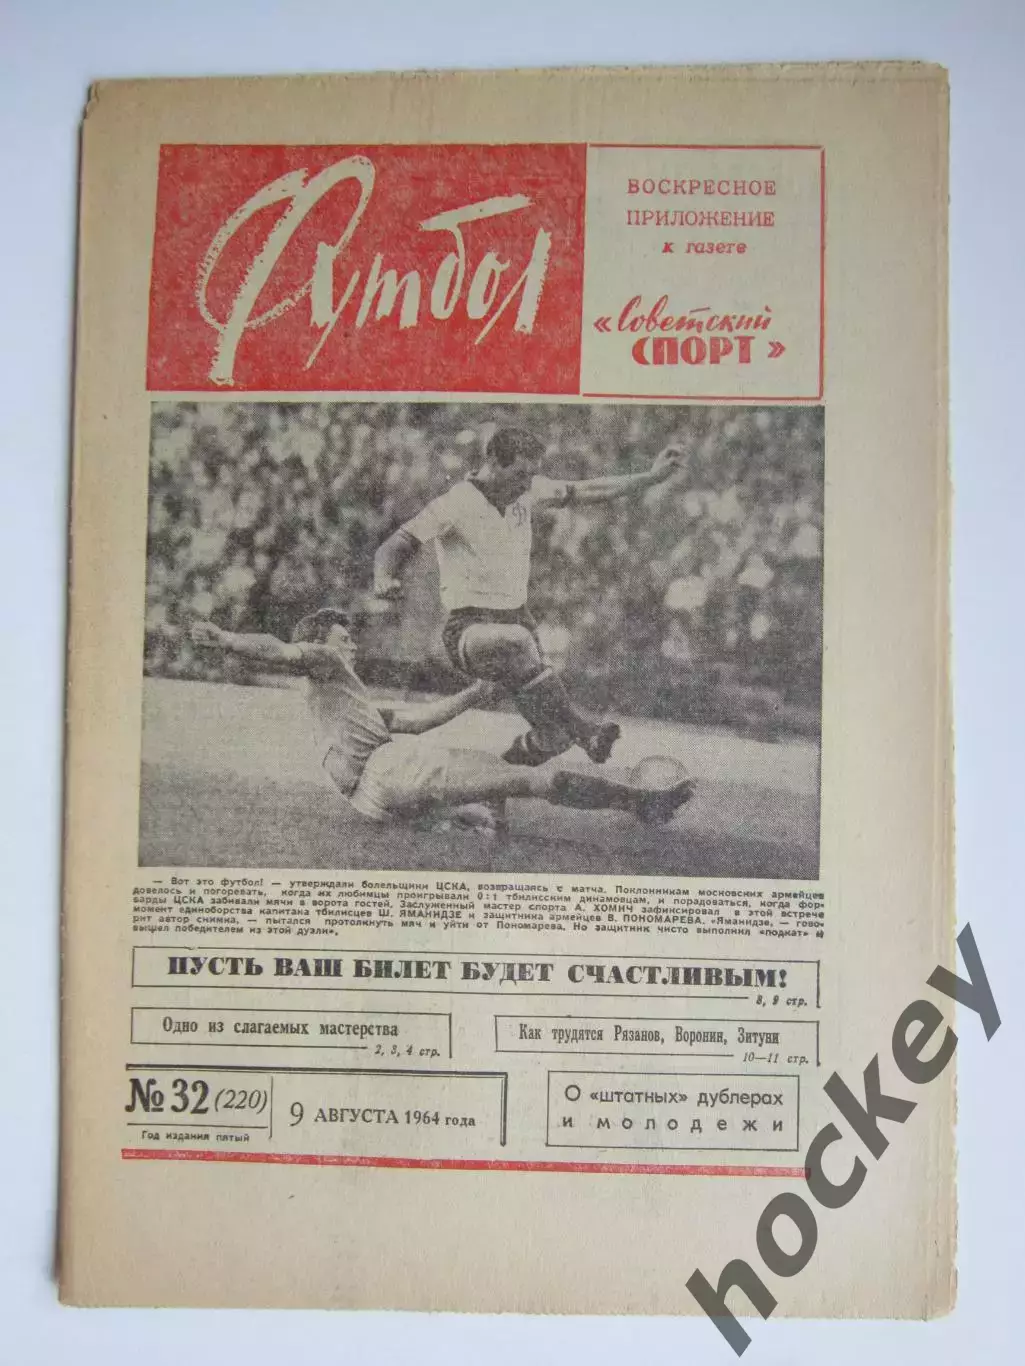 Футбол
ВОСКРЕСНОЕ
ПРИЛОЖЕНИЕ
к газете
«Советский
СПОРТ»
— Вот это футбол! — утверждали болельщики ЦСКА, возвращаясь с матча. Поклонникам московских армейцев
довелось и погоревать, когда их любимцы проигрывали 0:1 тбилисским динамовцам, и порадоваться, когда фор-
варды ЦСКА забивали мячи в ворота гостей. Заслуженный мастер спорта А. ХОМИЧ зафиксировал в этой встрече
момент единоборства капитана тбилисцев Ш. ЯМАНИДЗЕ и защитника армейцев В. ПОНОМАРЕВА. «Яманидзе, — гово-
рит автор снимка, — пытался протолкнуть мяч и уйти от Пономарева. Но защитник чисто выполнил «подкат» и
вышел победителем из этой дуэли».
ПУСТЬ ВАШ БИЛЕТ БУДЕТ СЧАСТЛИВЫМ!
8, 9 стр.
Одно из слагаемых мастерства
2, 3, 4 стр.
Как трудятся Рязанов, Воронин, Зитуни
10—11 стр.
№ 32 (220)
Год издания пятый
9 АВГУСТА 1964 года
О «штатных» дублерах
и молодежи
hockey